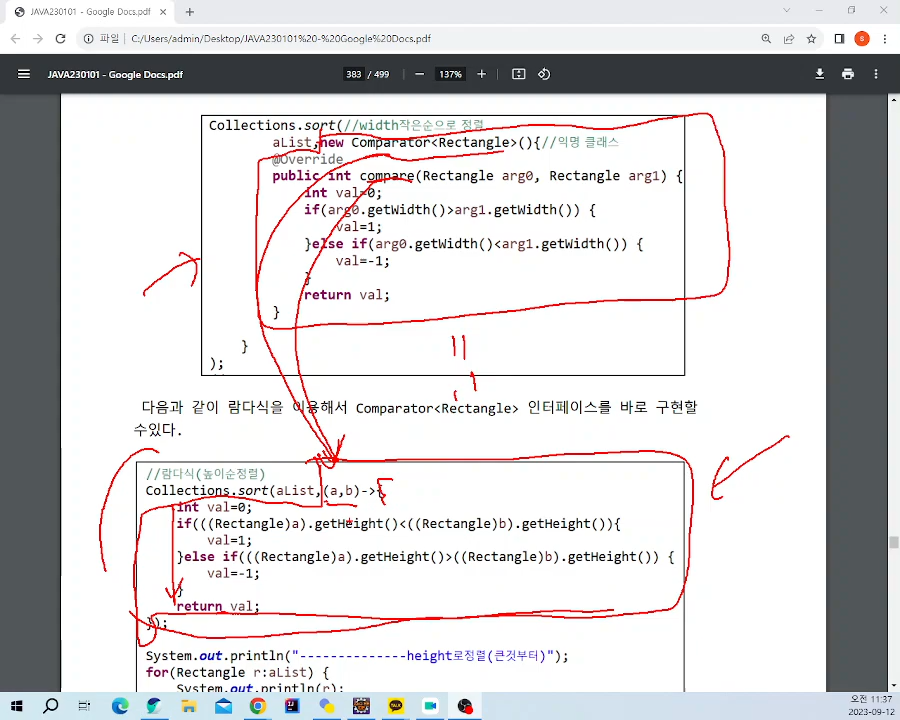 JAVA230101 - Google Docs.pdf
파일 | C:/Users/admin/Desktop/JAVA230101%20-%20Google%20Docs.pdf
S
JAVA230101 - Google Docs.pdf
383 / 499
137%
Collections.sort(//width작은순으로 정렬
aList,new Comparator<Rectangle>(){//익명 클래스
@Override
public int compare(Rectangle arg0, Rectangle arg1) {
int val=0;
if(arg0.getWidth()>arg1.getWidth()) {
val=1;
}else if(arg0.getWidth()<arg1.getWidth()) {
val=-1;
}
return val;
}
}
);
다음과 같이 람다식을 이용해서 Comparator<Rectangle> 인터페이스를 바로 구현할
수있다.
//람다식(높이순정렬)
Collections.sort(aList,(a,b)->{
int val=0;
if(((Rectangle)a).getHeight()<((Rectangle)b).getHeight()){
val=1;
}else if(((Rectangle)a).getHeight()>((Rectangle)b).getHeight()) {
val=-1;
}
return val;
});
System.out.println("--------------height로정렬(큰것부터)");
for(Rectangle r:aList) {
System.out.println(r);
TALK
오전 11:37
2023-09-12